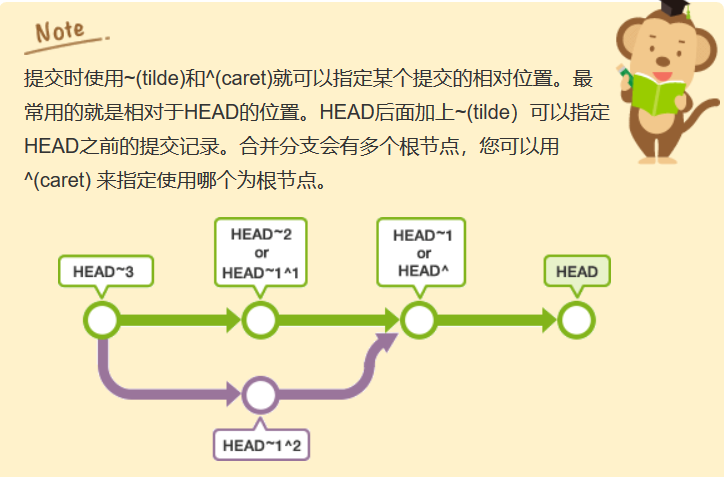 Note
提交时使用~(tilde)和^(caret)就可以指定某个提交的相对位置。最
常用的就是相对于HEAD的位置。HEAD后面加上~(tilde）可以指定
HEAD之前的提交记录。合并分支会有多个根节点，您可以用
^(caret) 来指定使用哪个为根节点。
HEAD~3
HEAD~2
or
HEAD~1^1
HEAD~1
or
HEAD^
HEAD
HEAD~1^2